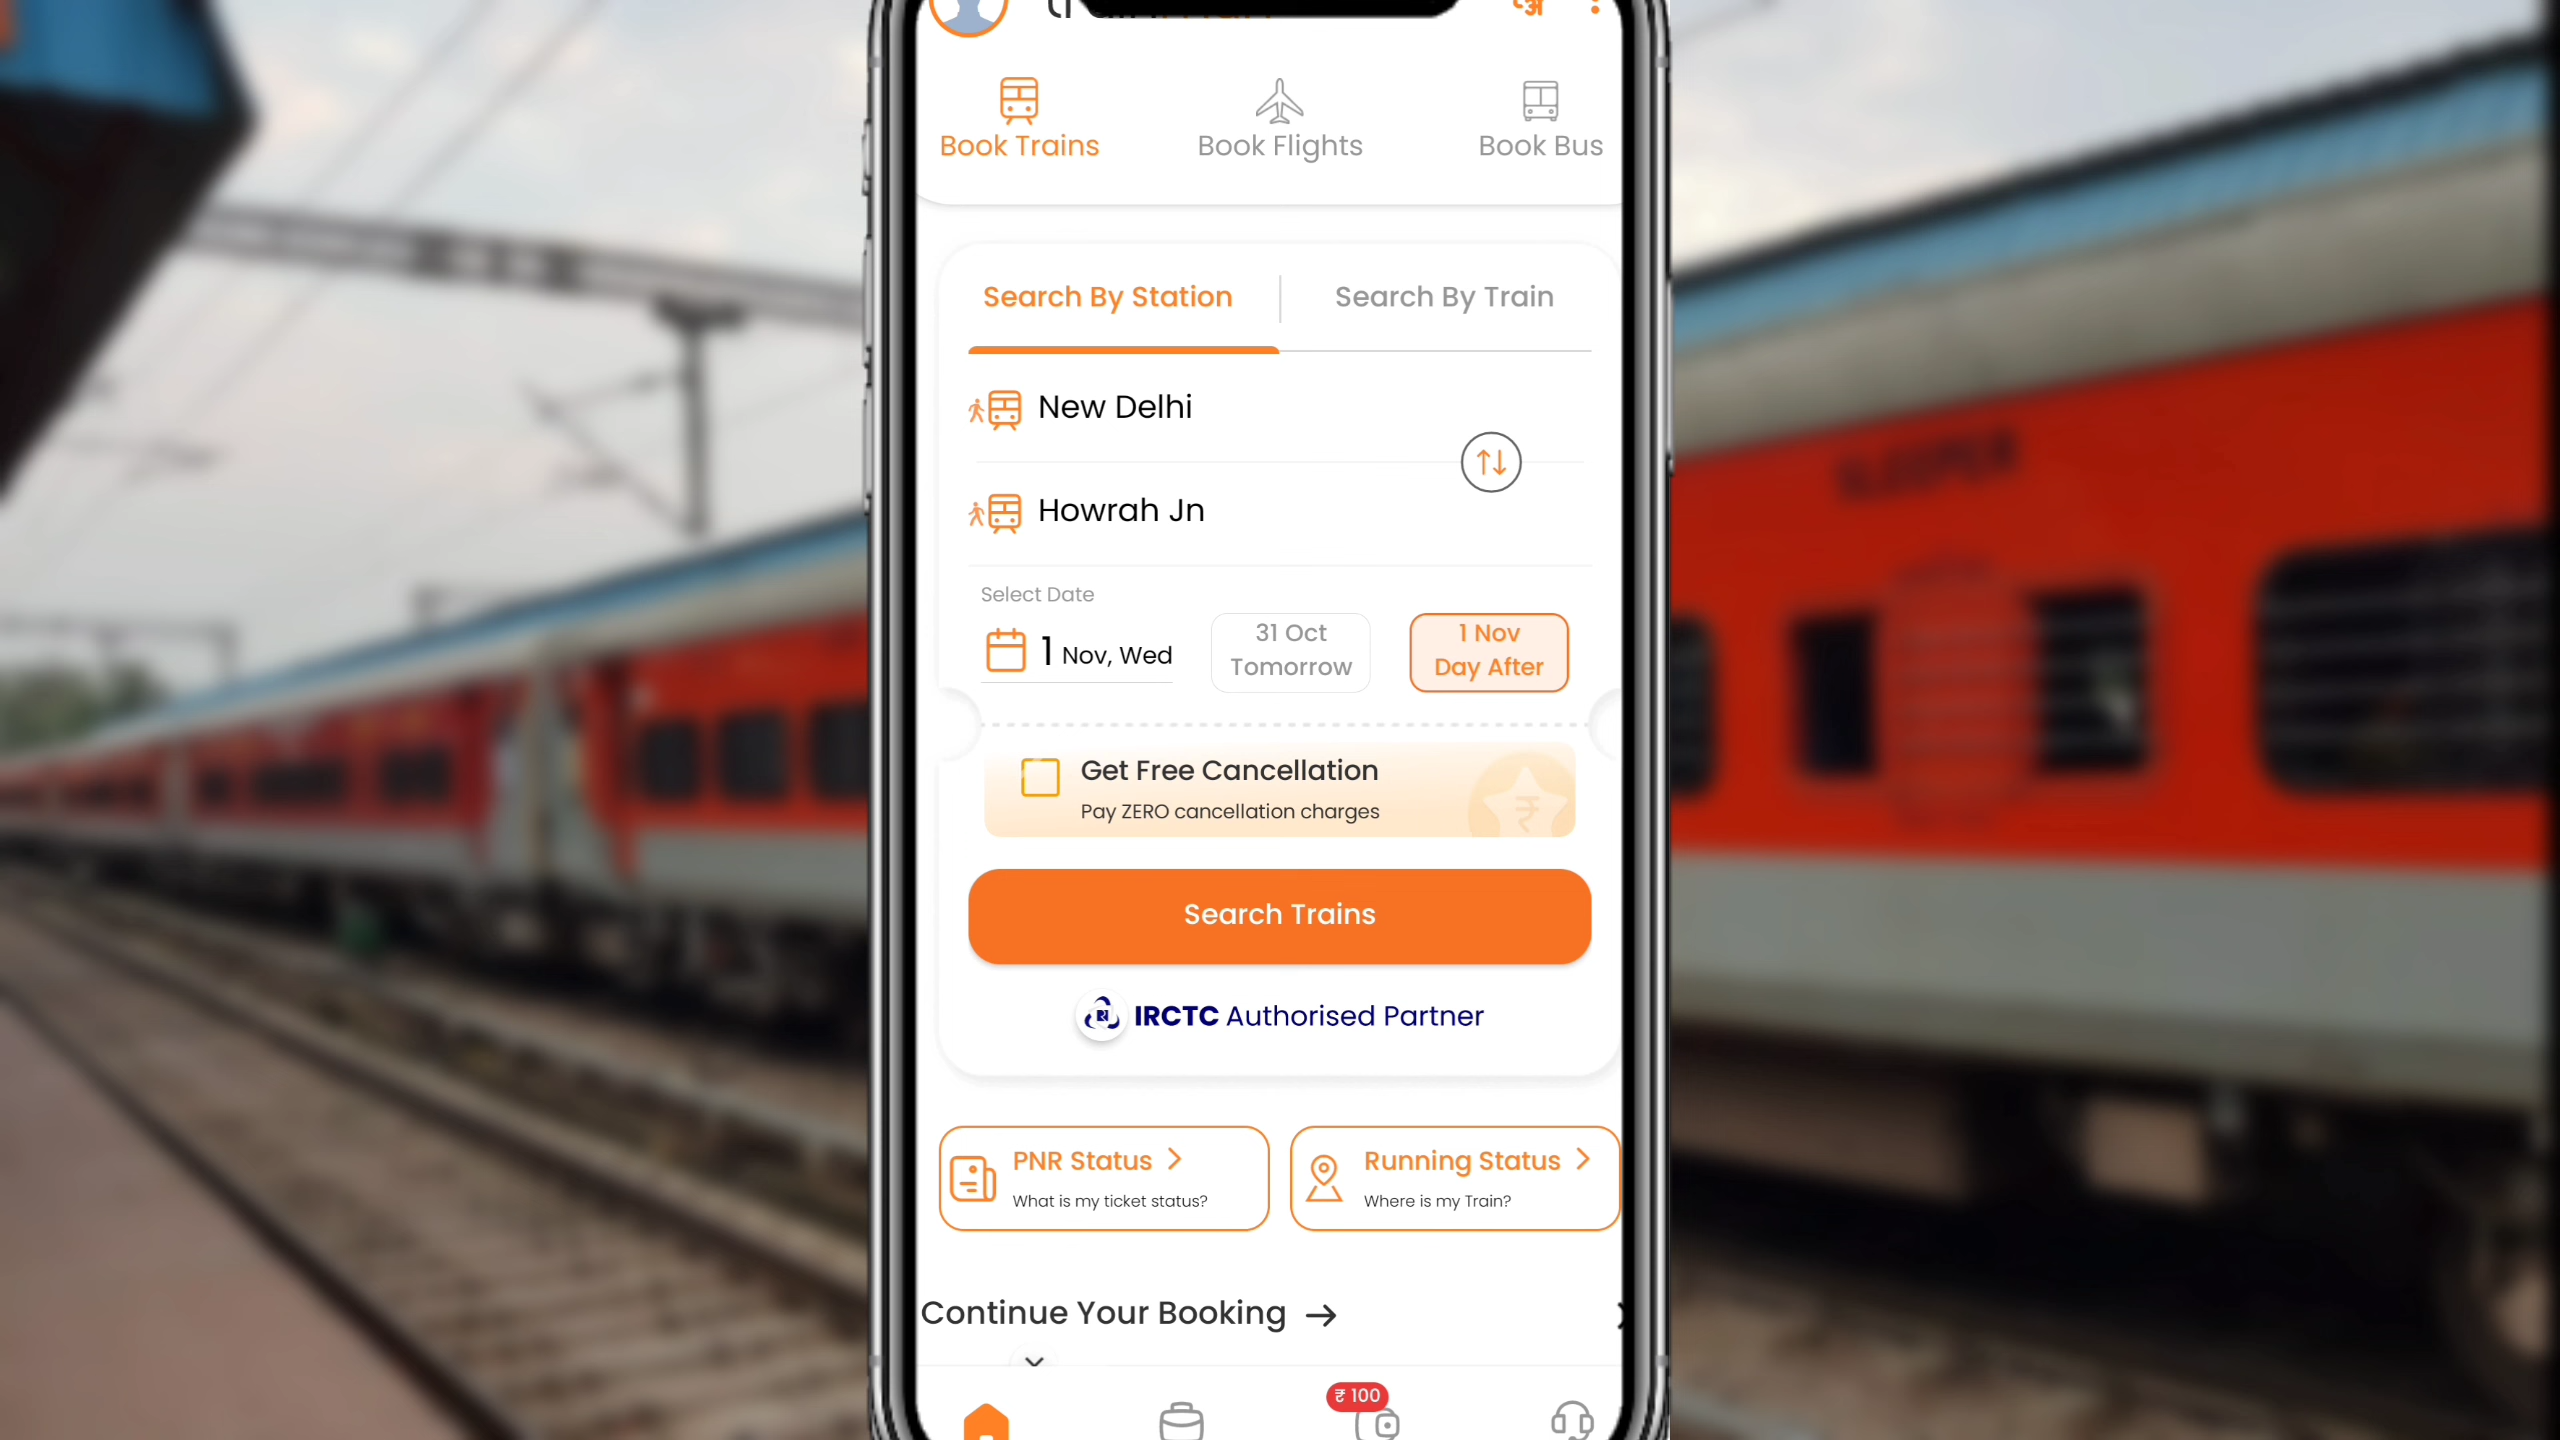 Book Trains
Book Flights
Book Bus
Search By Station
Search By Train
New Delhi
Howrah Jn
Select Date
1 Nov, Wed
31 Oct
Tomorrow
1 Nov
Day After
Get Free Cancellation
Pay ZERO cancellation charges
Search Trains
IRCTC Authorised Partner
PNR Status
What is my ticket status?
Running Status
Where is my Train?
Continue Your Booking →
₹ 100
SLEEPER